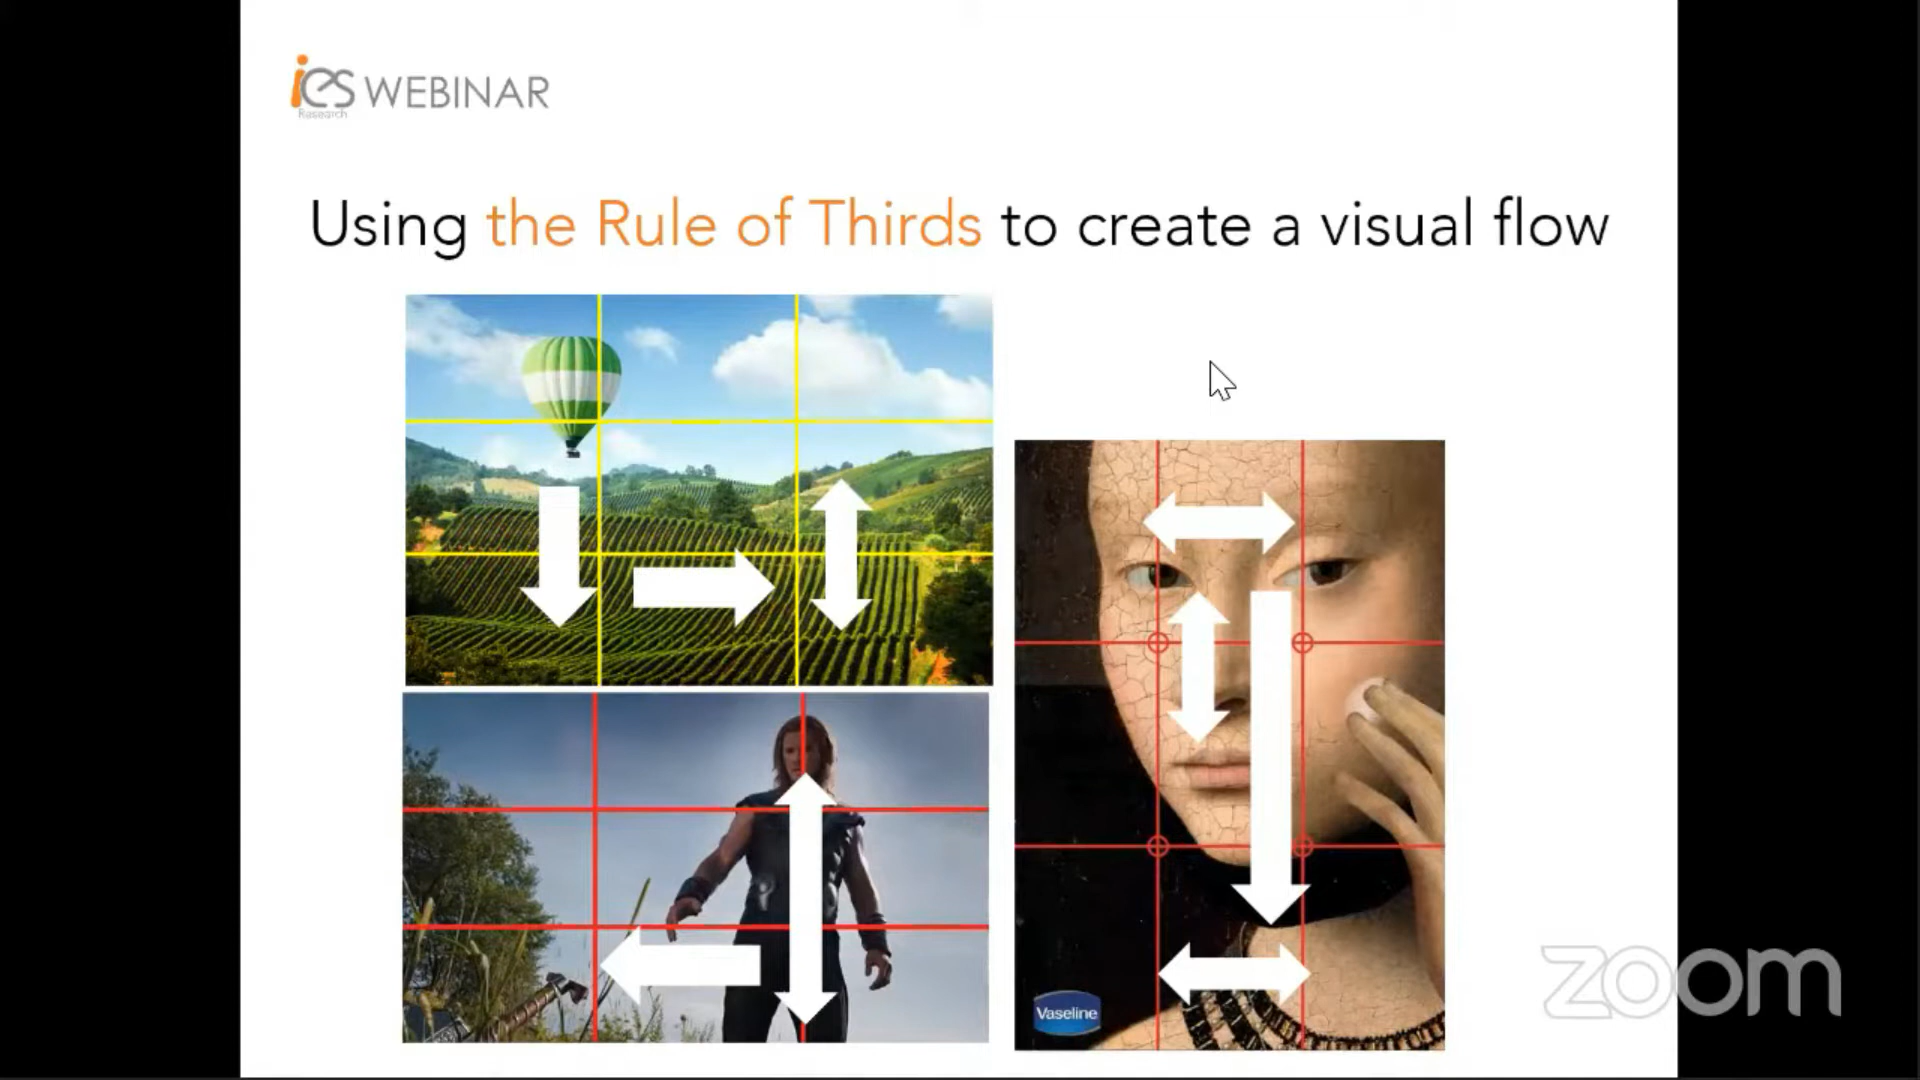 ies WEBINAR
Research
Using the Rule of Thirds to create a visual flow
Vaseline
zoom